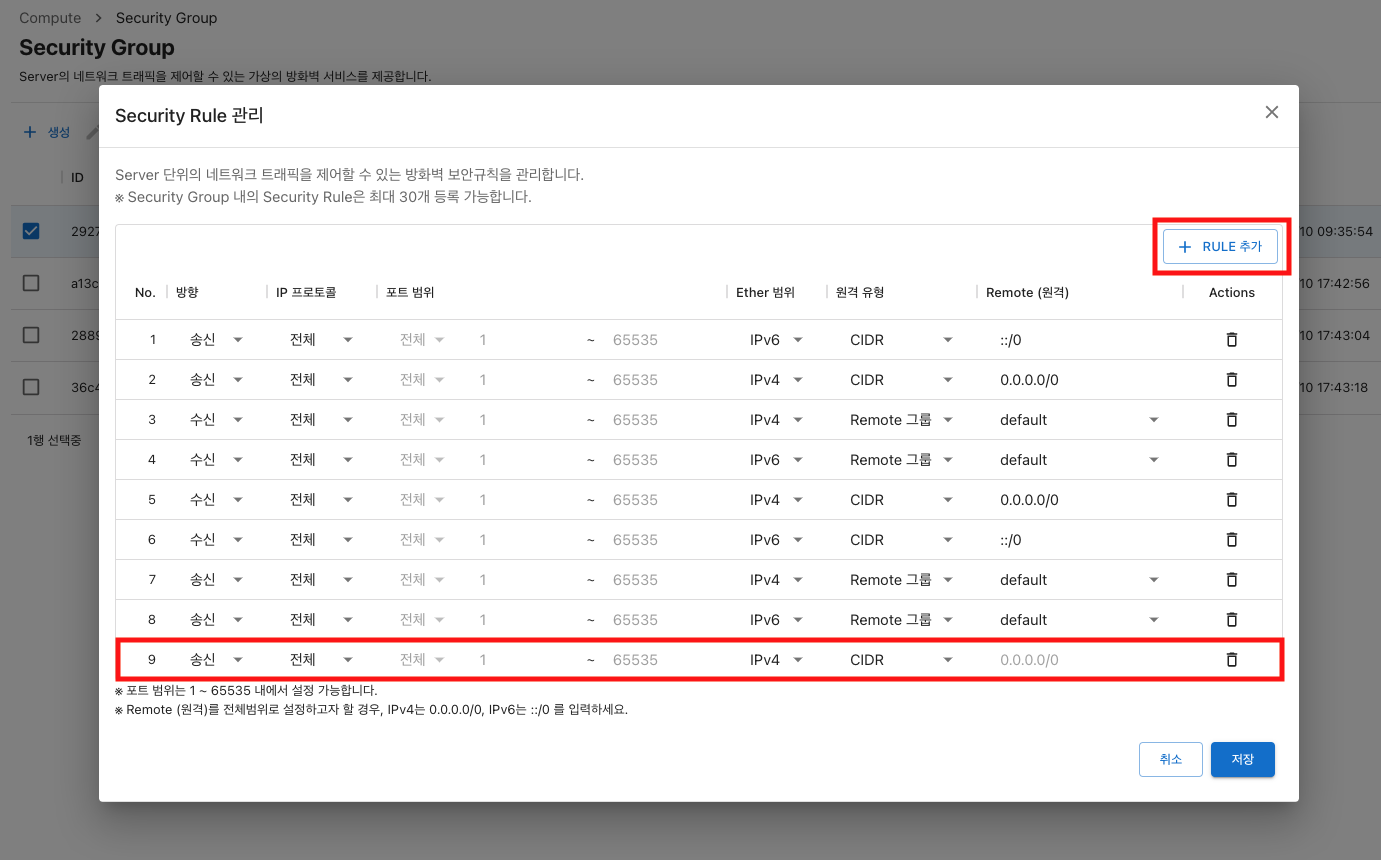 Compute > Security Group
Security Group
Server의 네트워크 트래픽을 제어할 수 있는 가상의 방화벽 서비스를 제공합니다.
+ 생성
ID
2927
10 09:35:54
a13c
10 17:42:56
2889
10 17:43:04
36c4
10 17:43:18
1행 선택중
Security Rule 관리
Server 단위의 네트워크 트래픽을 제어할 수 있는 방화벽 보안규칙을 관리합니다.
※ Security Group 내의 Security Rule은 최대 30개 등록 가능합니다.
+ RULE 추가
No. 방향 IP 프로토콜 포트 범위 Ether 범위 원격 유형 Remote (원격) Actions
1 송신 전체 전체 1 ~ 65535 IPv6 CIDR ::/0
2 송신 전체 전체 1 ~ 65535 IPv4 CIDR 0.0.0.0/0
3 수신 전체 전체 1 ~ 65535 IPv4 Remote 그룹 default
4 수신 전체 전체 1 ~ 65535 IPv6 Remote 그룹 default
5 수신 전체 전체 1 ~ 65535 IPv4 CIDR 0.0.0.0/0
6 수신 전체 전체 1 ~ 65535 IPv6 CIDR ::/0
7 송신 전체 전체 1 ~ 65535 IPv4 Remote 그룹 default
8 송신 전체 전체 1 ~ 65535 IPv6 Remote 그룹 default
9 송신 전체 전체 1 ~ 65535 IPv4 CIDR 0.0.0.0/0
※ 포트 범위는 1 ~ 65535 내에서 설정 가능합니다.
※ Remote (원격)를 전체범위로 설정하고자 할 경우, IPv4는 0.0.0.0/0, IPv6는 ::/0 를 입력하세요.
취소 저장